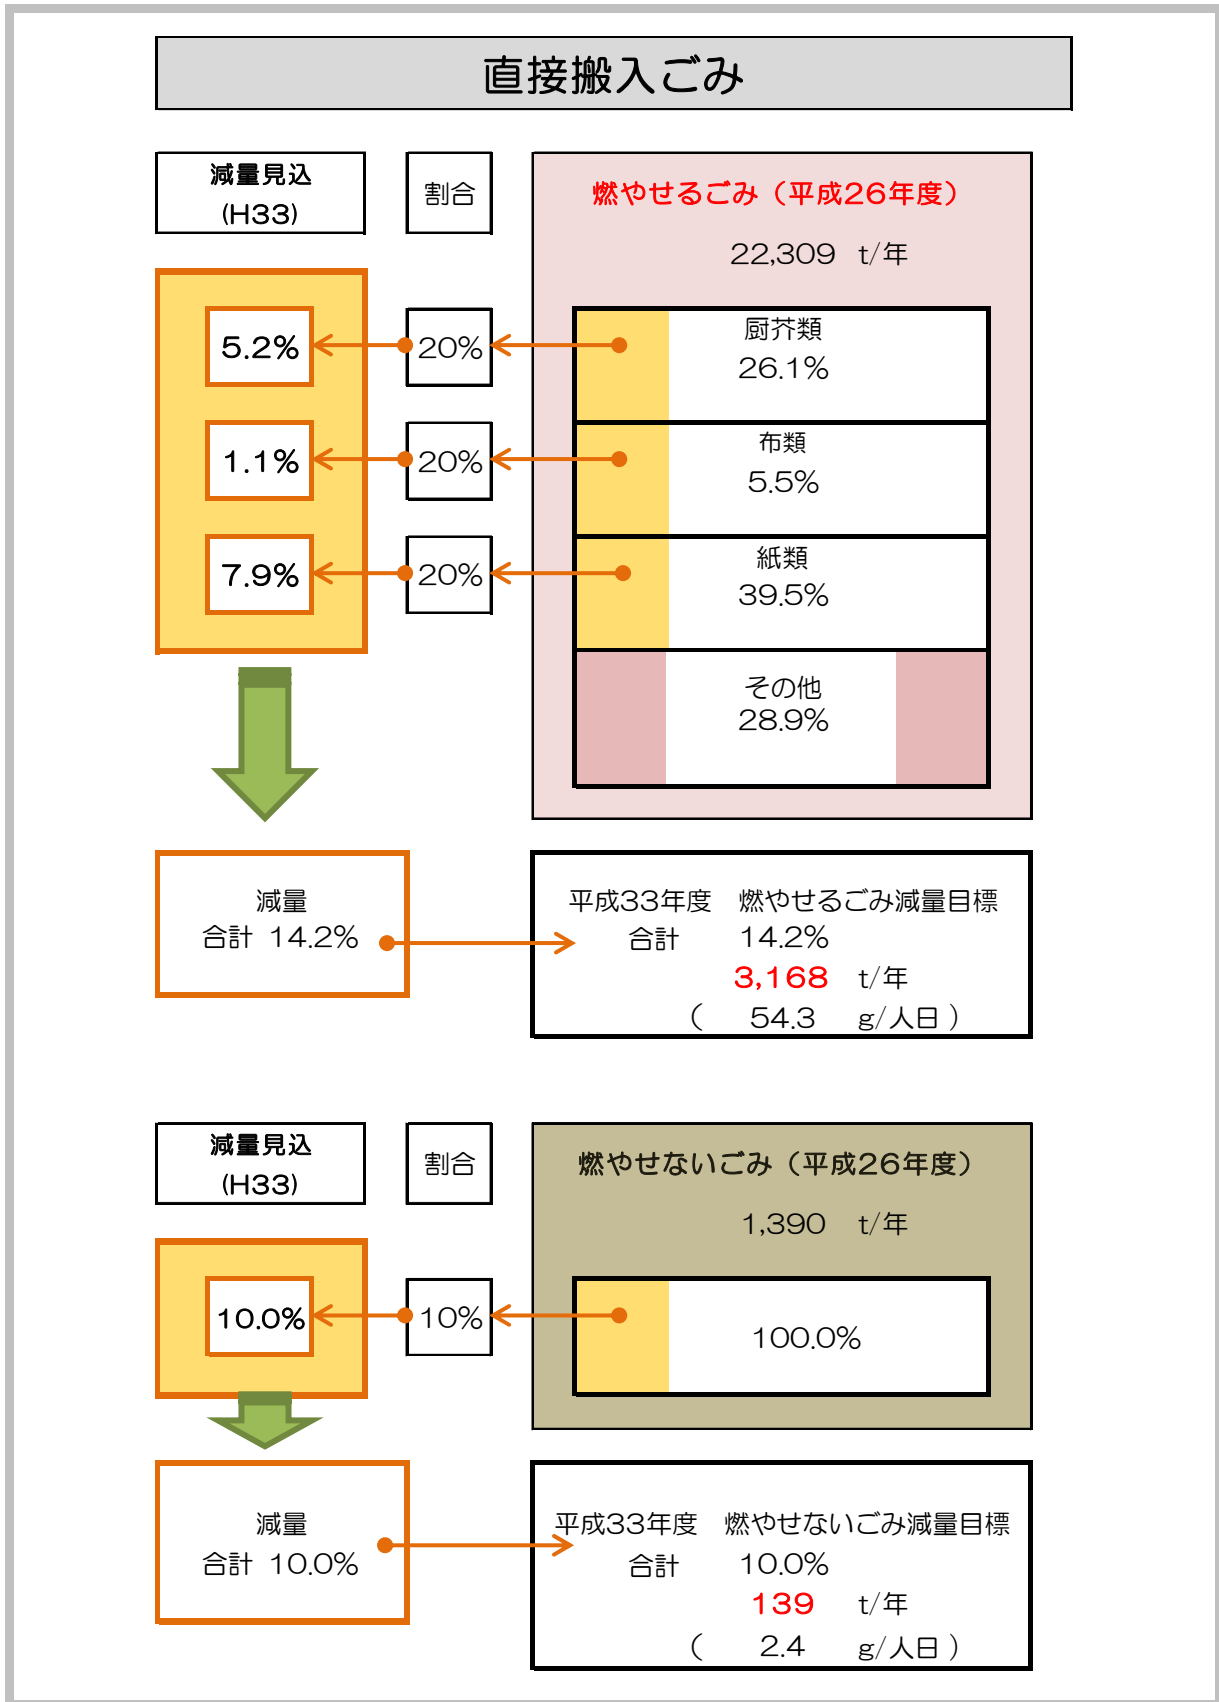 直接搬入ごみ
減量見込
(H33)
割合
燃やせるごみ（平成26年度）
22,309 t/年
5.2%
20%
厨芥類
26.1%
1.1%
20%
布類
5.5%
7.9%
20%
紙類
39.5%
その他
28.9%
減量
合計 14.2%
平成33年度 燃やせるごみ減量目標
合計 14.2%
3,168 t/年
（ 54.3 g/人日 ）
減量見込
(H33)
割合
燃やせないごみ（平成26年度）
1,390 t/年
10.0%
10%
100.0%
減量
合計 10.0%
平成33年度 燃やせないごみ減量目標
合計 10.0%
139 t/年
（ 2.4 g/人日 ）